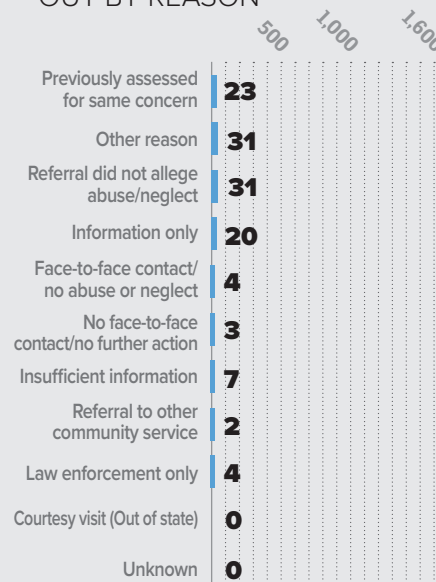 OUT BY REASON
500
1,000
1,600
Previously assessed
for same concern
23
Other reason
31
Referral did not allege
abuse/neglect
31
Information only
20
Face-to-face contact/
no abuse or neglect
4
No face-to-face
contact/no further action
3
Insufficient information
7
Referral to other
community service
2
Law enforcement only
4
Courtesy visit (Out of state)
0
Unknown
0